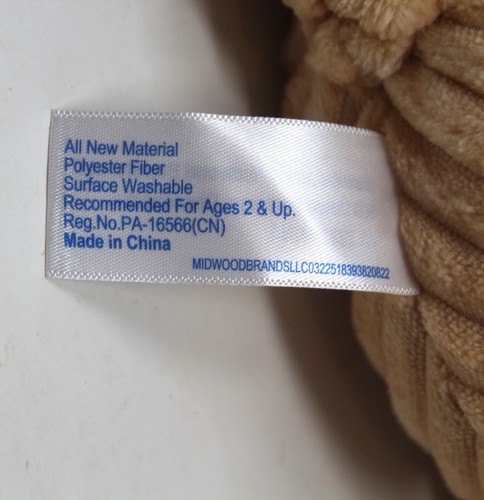 All New Material
Polyester Fiber
Surface Washable
Recommended For Ages 2 & Up.
Reg.No.PA-16566(CN)
Made in China
MIDWOODBRANDSLLC0322518393820822